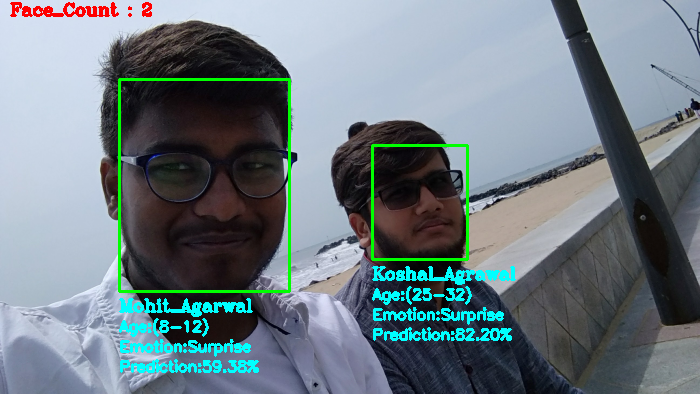 Face_Count : 2
Mohit_Agarwal
Age:(8-12)
Emotion:Surprise
Prediction:59.38%
Koshal_Agrawal
Age:(25-32)
Emotion:Surprise
Prediction:82.20%